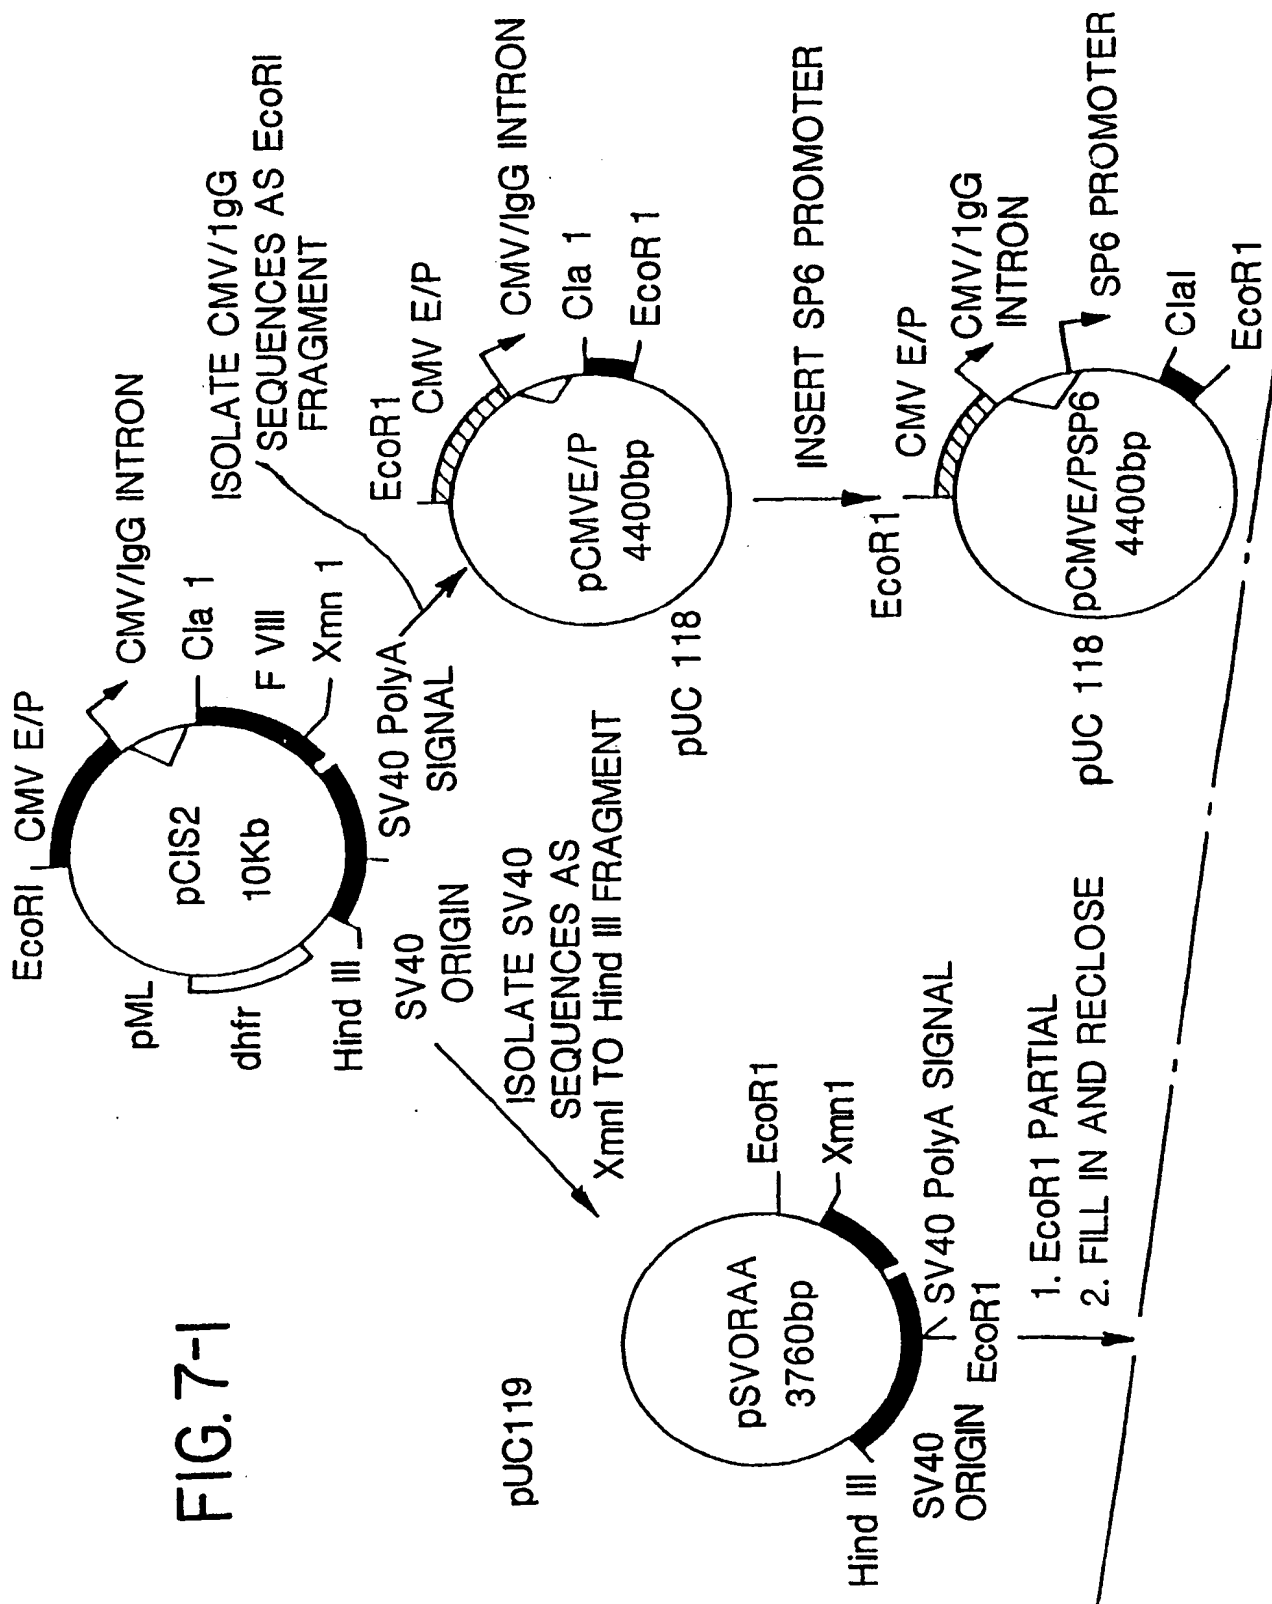 FIG. 7-1
EcoRI
CMV E/P
CMV/IgG INTRON
pML
pCIS2
10Kb
Cla 1
dhfr
F VIII
Xmn 1
Hind III
SV40 PolyA
SIGNAL
SV40
ORIGIN
ISOLATE CMV/1gG
SEQUENCES AS EcoRI
FRAGMENT
ISOLATE SV40
SEQUENCES AS
XmnI TO Hind III FRAGMENT
EcoR1
CMV E/P
CMV/IgG INTRON
pCMVE/P
4400bp
Cla 1
EcoR 1
pUC 118
INSERT SP6 PROMOTER
EcoR1
CMV E/P
CMV/1gG
INTRON
SP6 PROMOTER
pCMVE/PSP6
4400bp
ClaI
EcoR1
pUC 118
pUC119
pSVORAA
3760bp
EcoR1
Xmn1
Hind III
SV40 PolyA SIGNAL
SV40
ORIGIN
EcoR1
1. EcoR1 PARTIAL
2. FILL IN AND RECLOSE